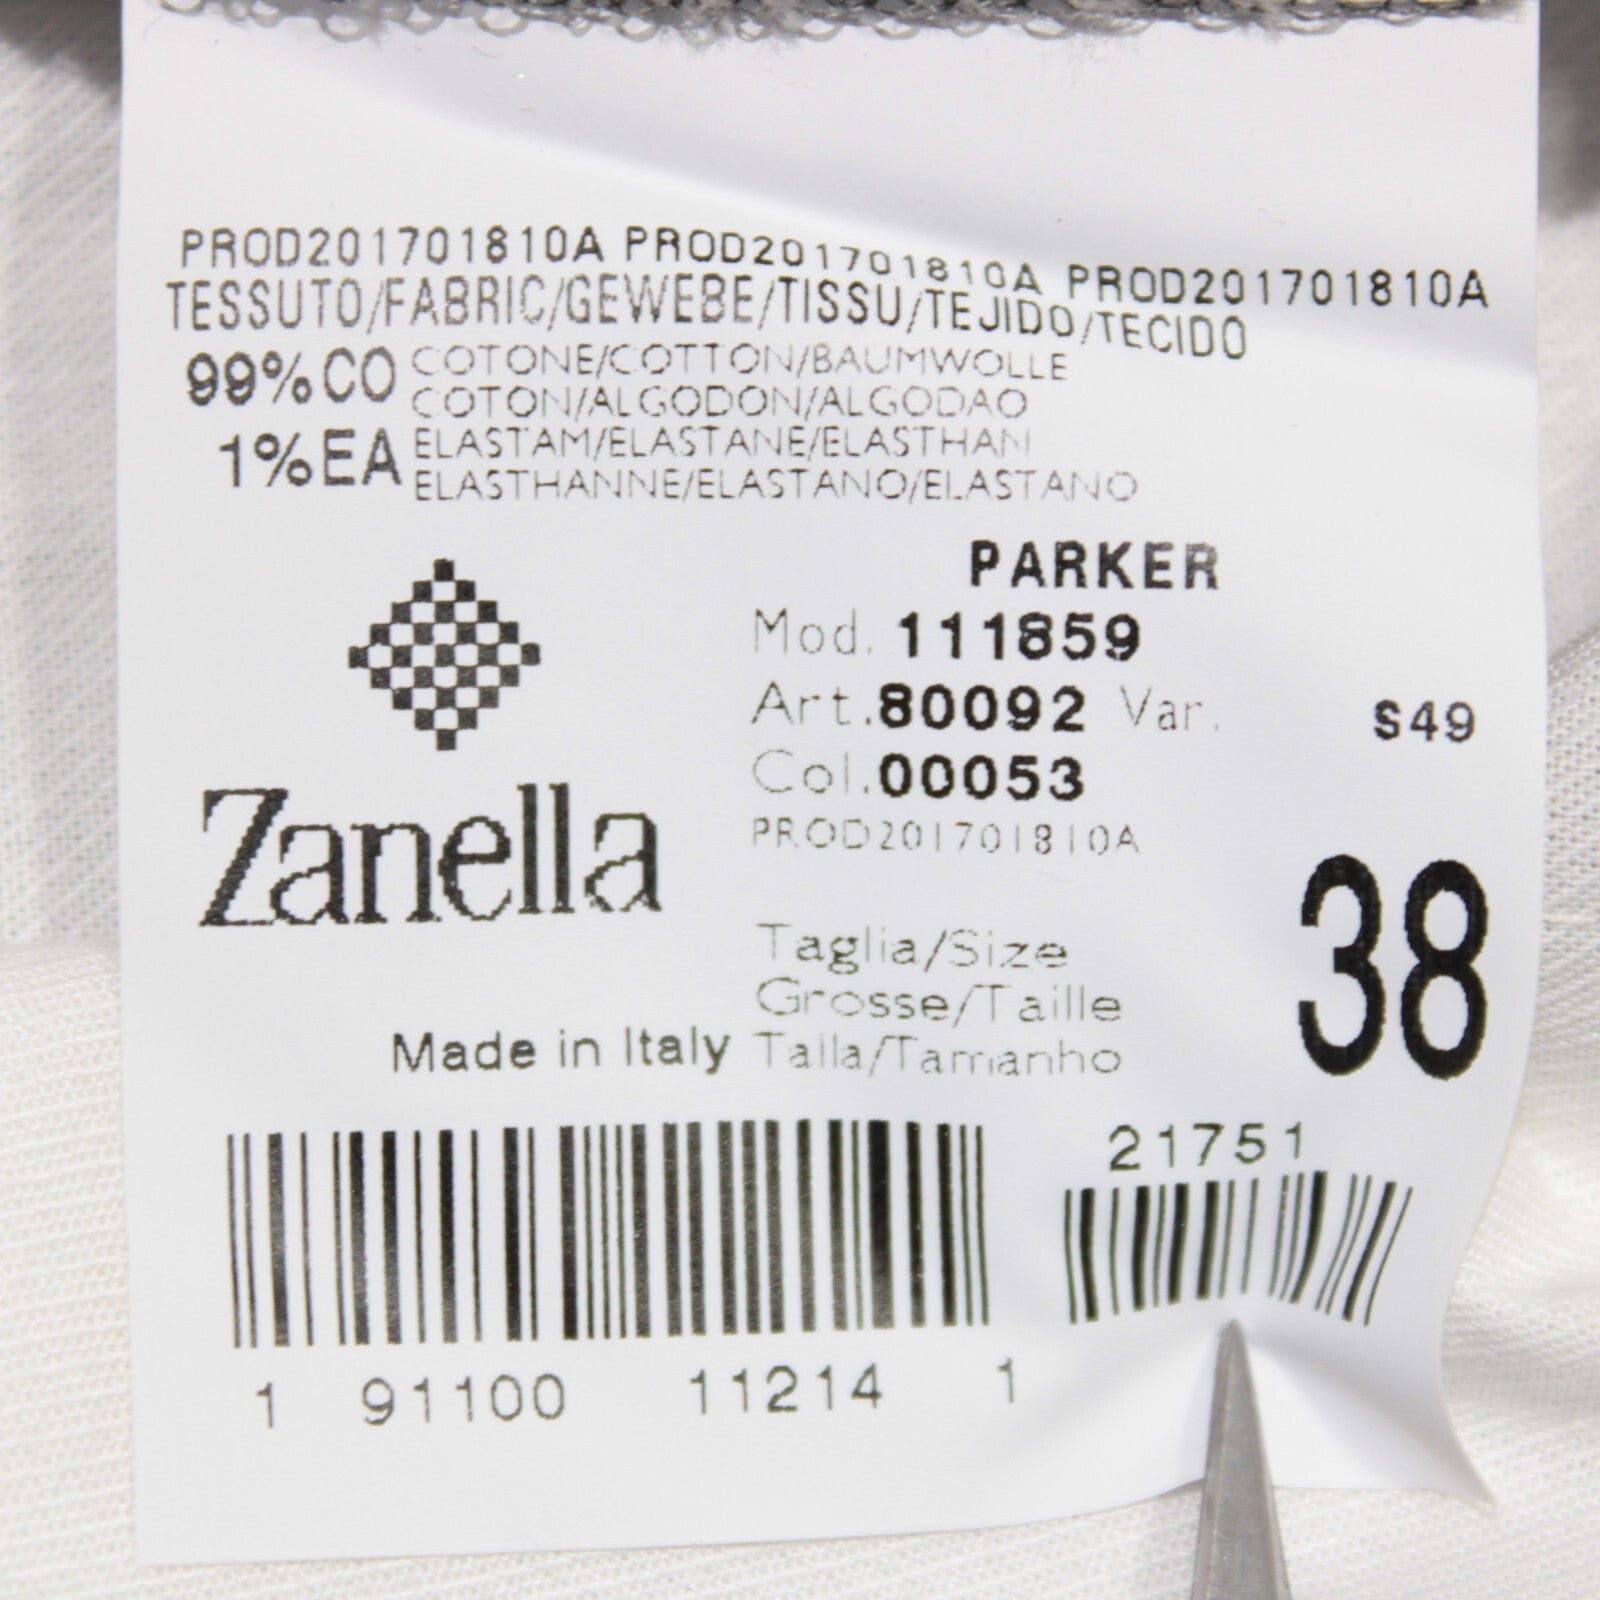 PROD201701810A PROD201701810A PROD201701810A
TESSUTO/FABRIC/GEWEBE/TISSU/TEJIDO/TECIDO
99%CO COTONE/COTTON/BAUMWOLLE
COTON/ALGODON/ALGODAO
1%EA ELASTAM/ELASTANE/ELASTHAN
ELASTHANNE/ELASTANO/ELASTANO
PARKER
Mod. 111859
Art.80092 Var. S49
Col.00053
PROD201701810A
Zanella
38
Taglia/Size
Grosse/Taille
Made in Italy Talla/Tamanho
21751
1 91100 11214 1